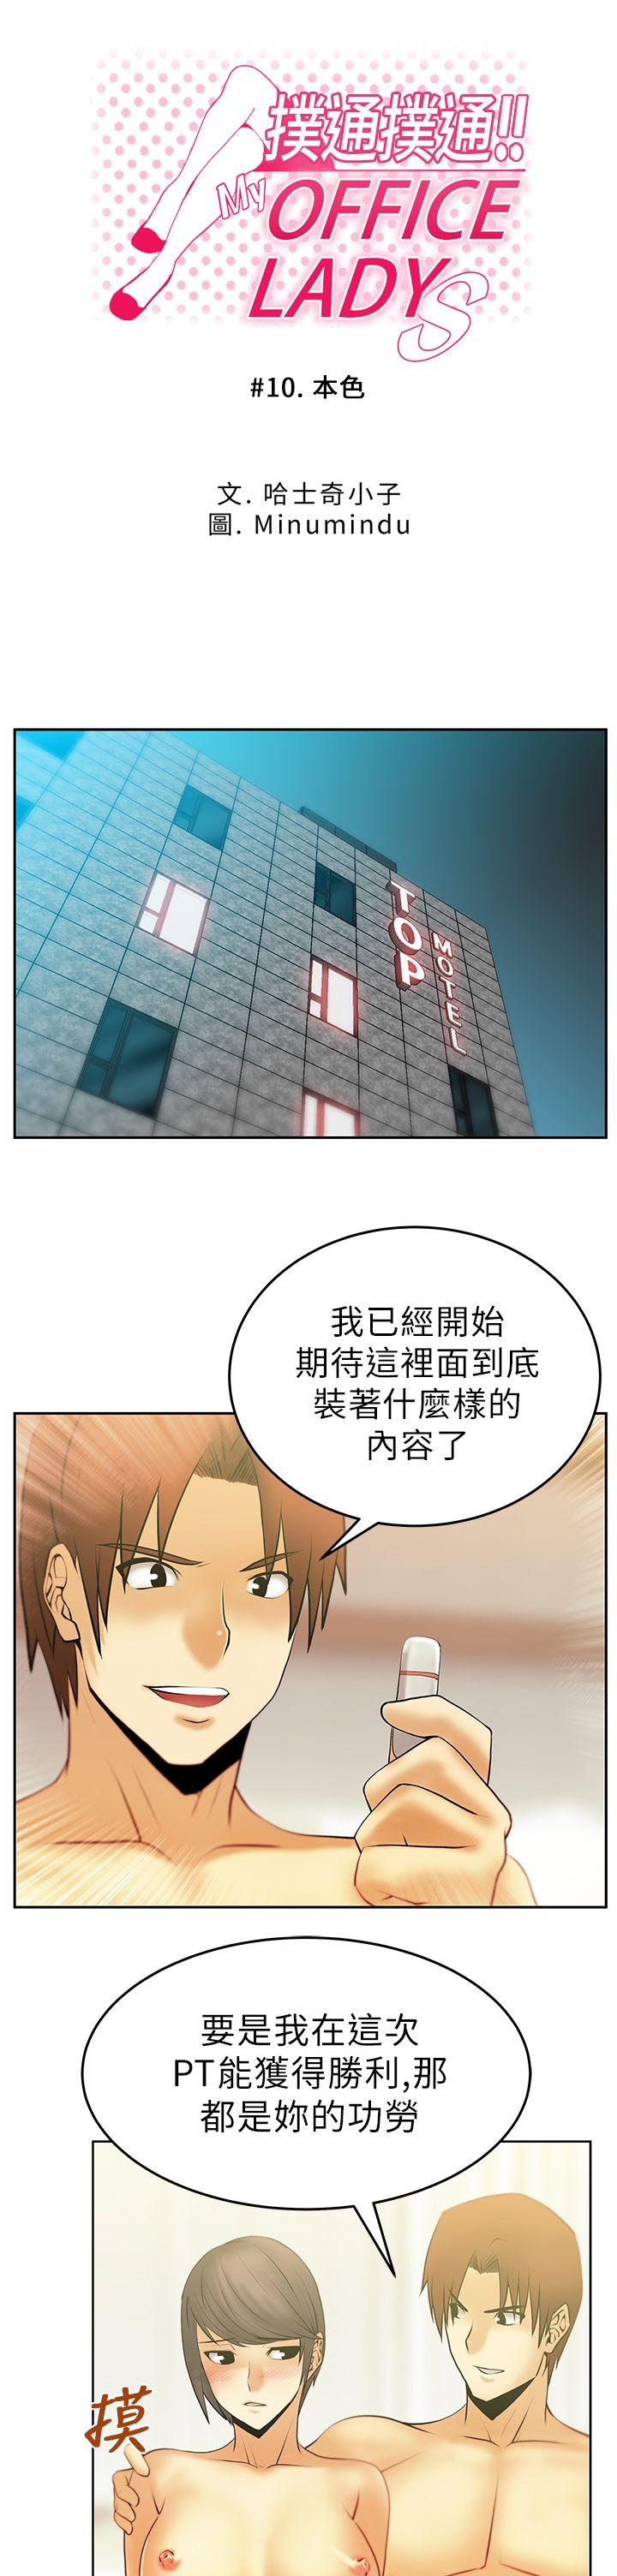 撲通撲通!!
My OFFICE
LADYS
#10. 本色
文. 哈士奇小子
圖. Minumindu
TOP
MOTEL
我已經開始
期待這裡面到底
裝著什麼樣的
內容了
要是我在這次
PT能獲得勝利,那
都是妳的功勞
摸